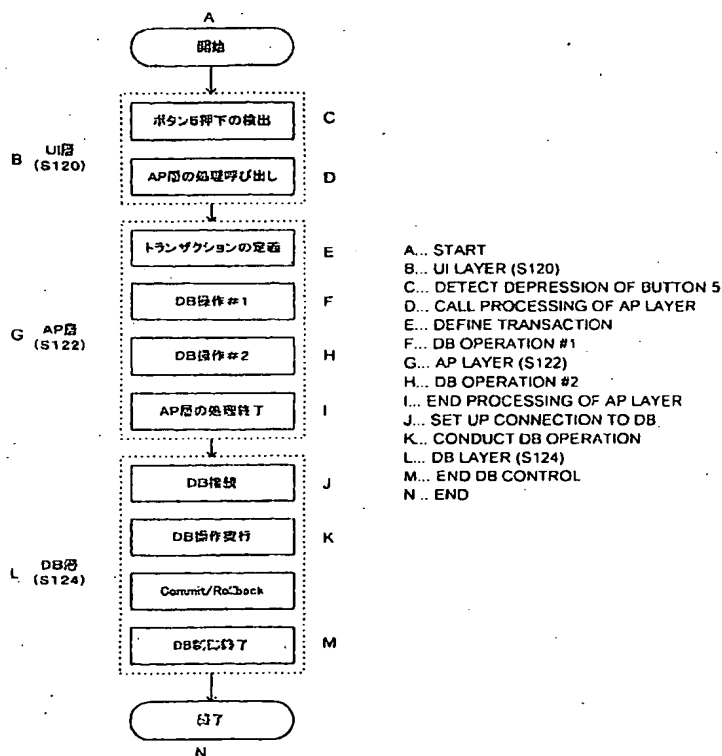 A
開始
ボタン5押下の検出
C
B UI層
(S120)
AP層の処理呼び出し
D
トランザクションの定義
E
DB操作#1
F
G AP層
(S122)
DB操作#2
H
AP層の処理終了
I
DB接続
J
DB操作実行
K
L DB層
(S124)
Commit/Rollback
DB制御終了
M
終了
N
A... START
B... UI LAYER (S120)
C... DETECT DEPRESSION OF BUTTON 5
D... CALL PROCESSING OF AP LAYER
E... DEFINE TRANSACTION
F... DB OPERATION #1
G... AP LAYER (S122)
H... DB OPERATION #2
I... END PROCESSING OF AP LAYER
J... SET UP CONNECTION TO DB
K... CONDUCT DB OPERATION
L... DB LAYER (S124)
M... END DB CONTROL
N .. END